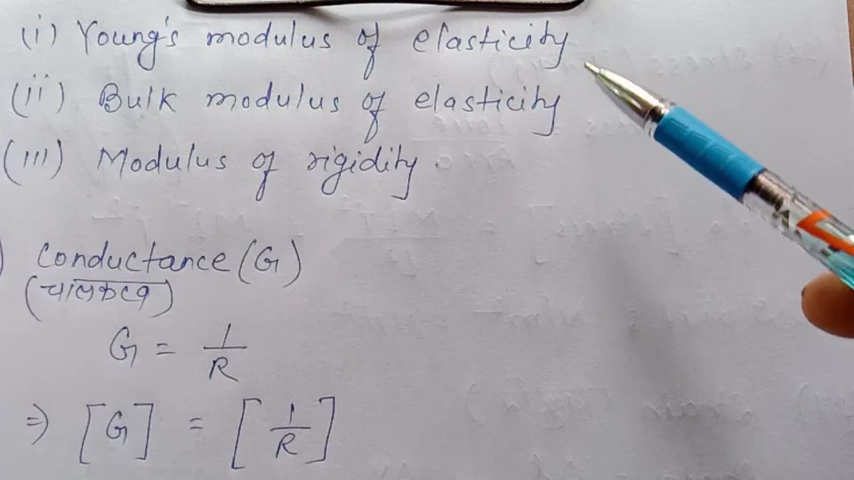 (i) Young's modulus of elasticity
(ii) Bulk modulus of elasticity
(iii) Modulus of rigidity
) Conductance (G)
(चालकत्व)
G = 1/R
⇒ [G] = [1/R]